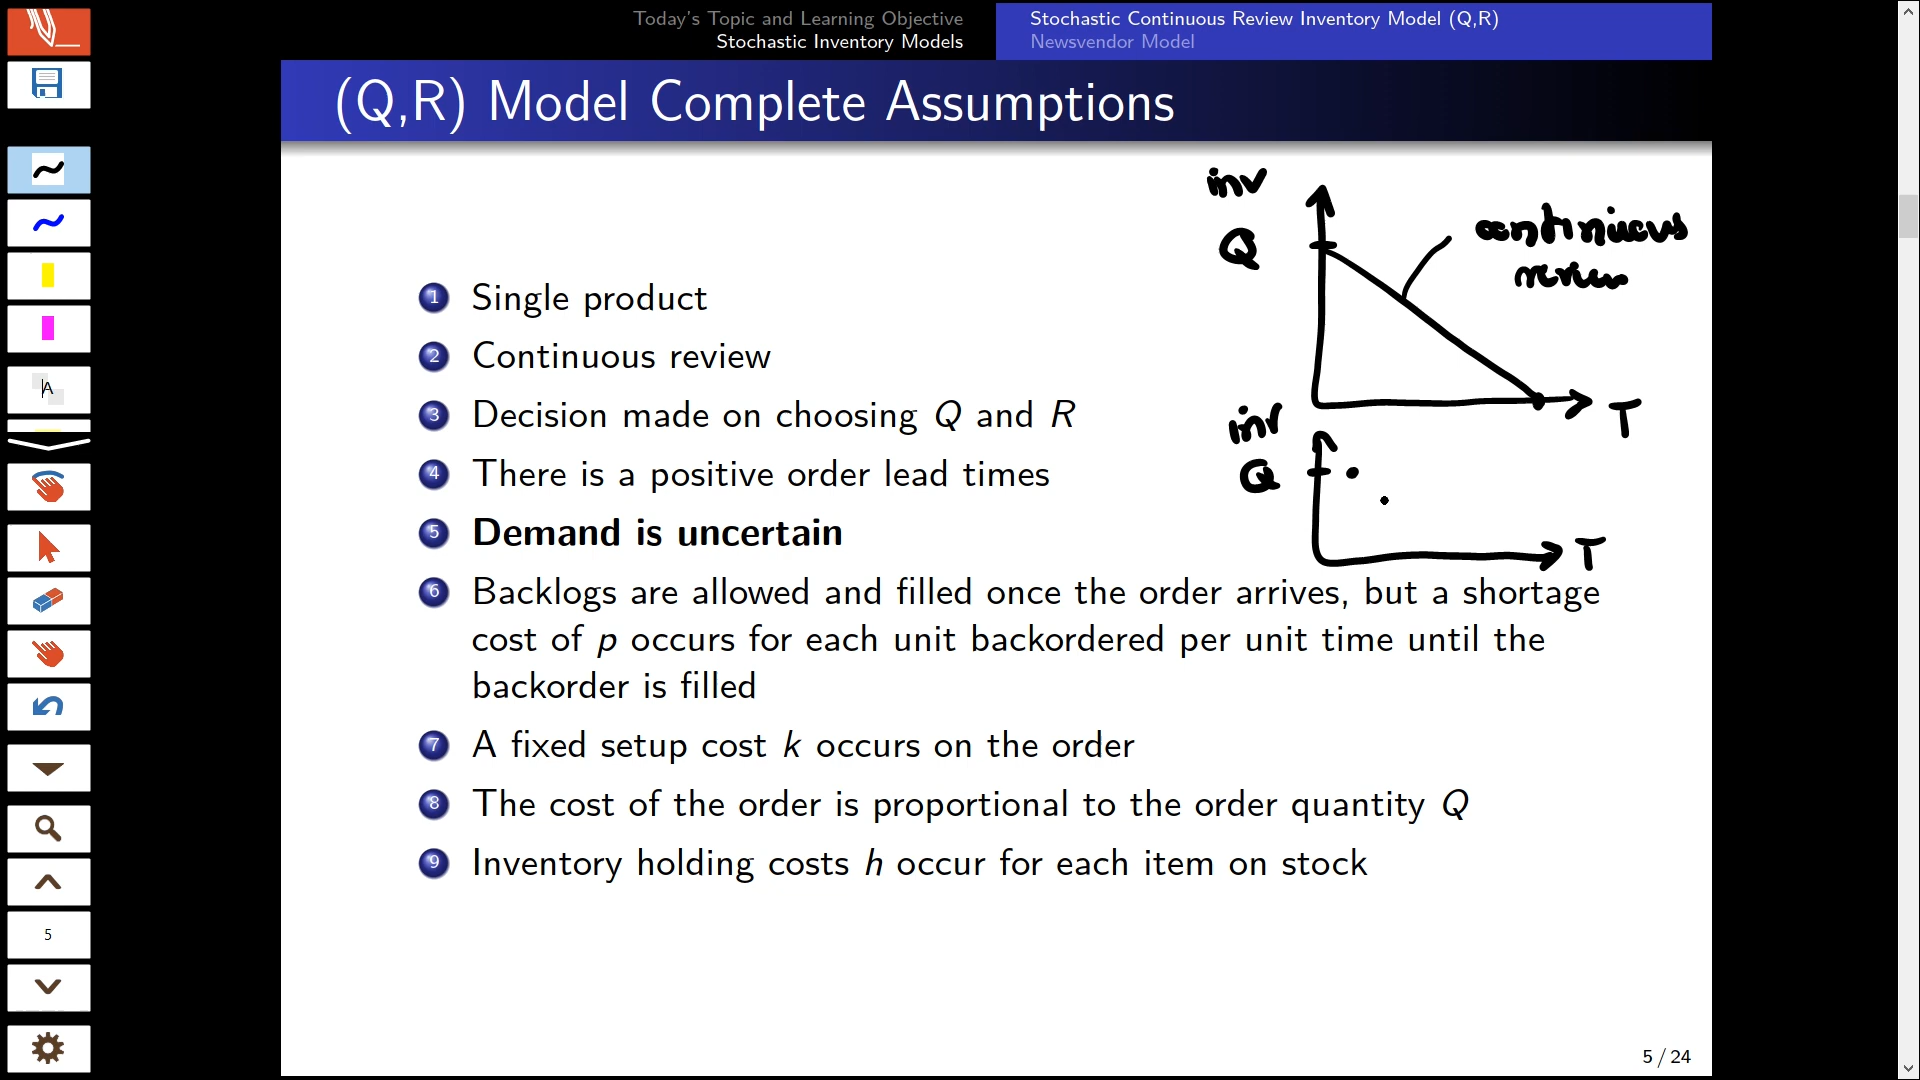 Today's Topic and Learning Objective
Stochastic Inventory Models
Stochastic Continuous Review Inventory Model (Q,R)
Newsvendor Model
(Q,R) Model Complete Assumptions
inv
Q
continuous
review
T
inv
Q
T
1 Single product
2 Continuous review
3 Decision made on choosing Q and R
4 There is a positive order lead times
5 Demand is uncertain
6 Backlogs are allowed and filled once the order arrives, but a shortage
cost of p occurs for each unit backordered per unit time until the
backorder is filled
7 A fixed setup cost k occurs on the order
8 The cost of the order is proportional to the order quantity Q
9 Inventory holding costs h occur for each item on stock
A
5
5 / 24